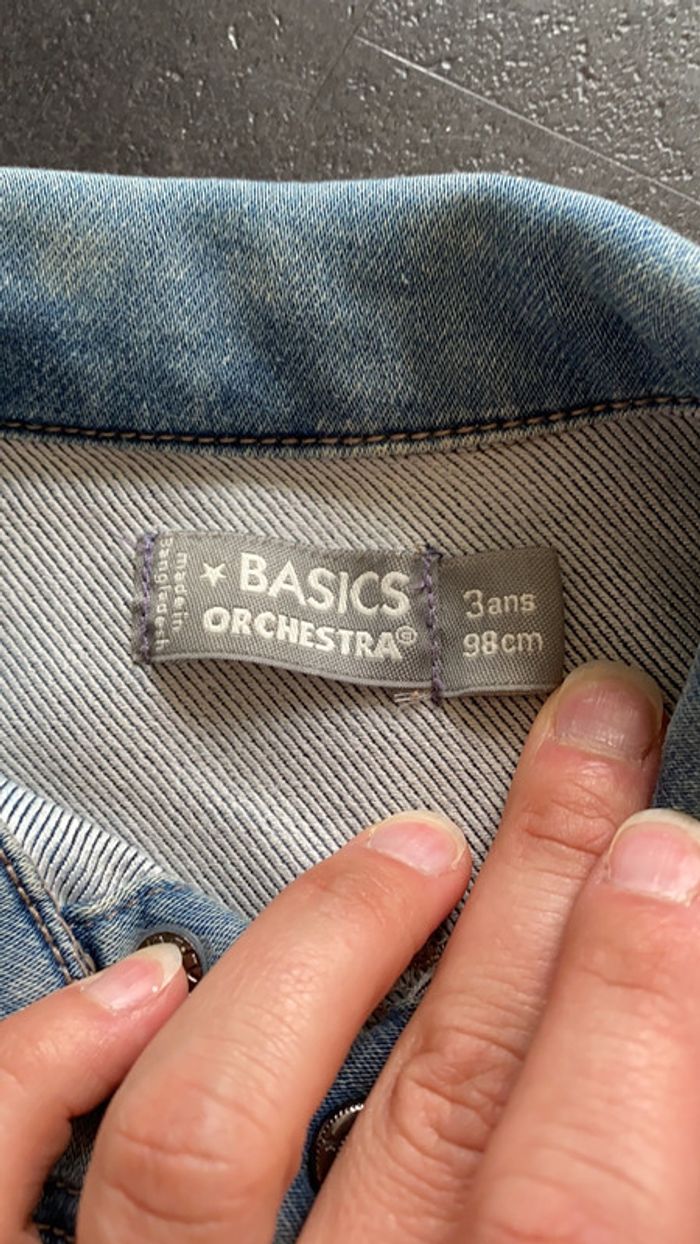 ★ BASICS
ORCHESTRA®
3ans
98cm
made in
bangladesh